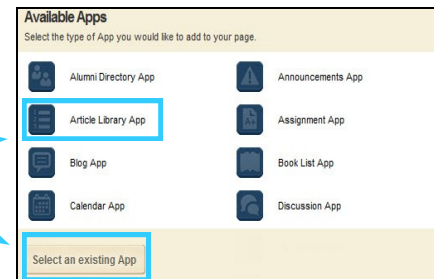 Available Apps
Select the type of App you would like to add to your page.
Alumni Directory App
Announcements App
Article Library App
Assignment App
Blog App
Book List App
Calendar App
Discussion App
Select an existing App